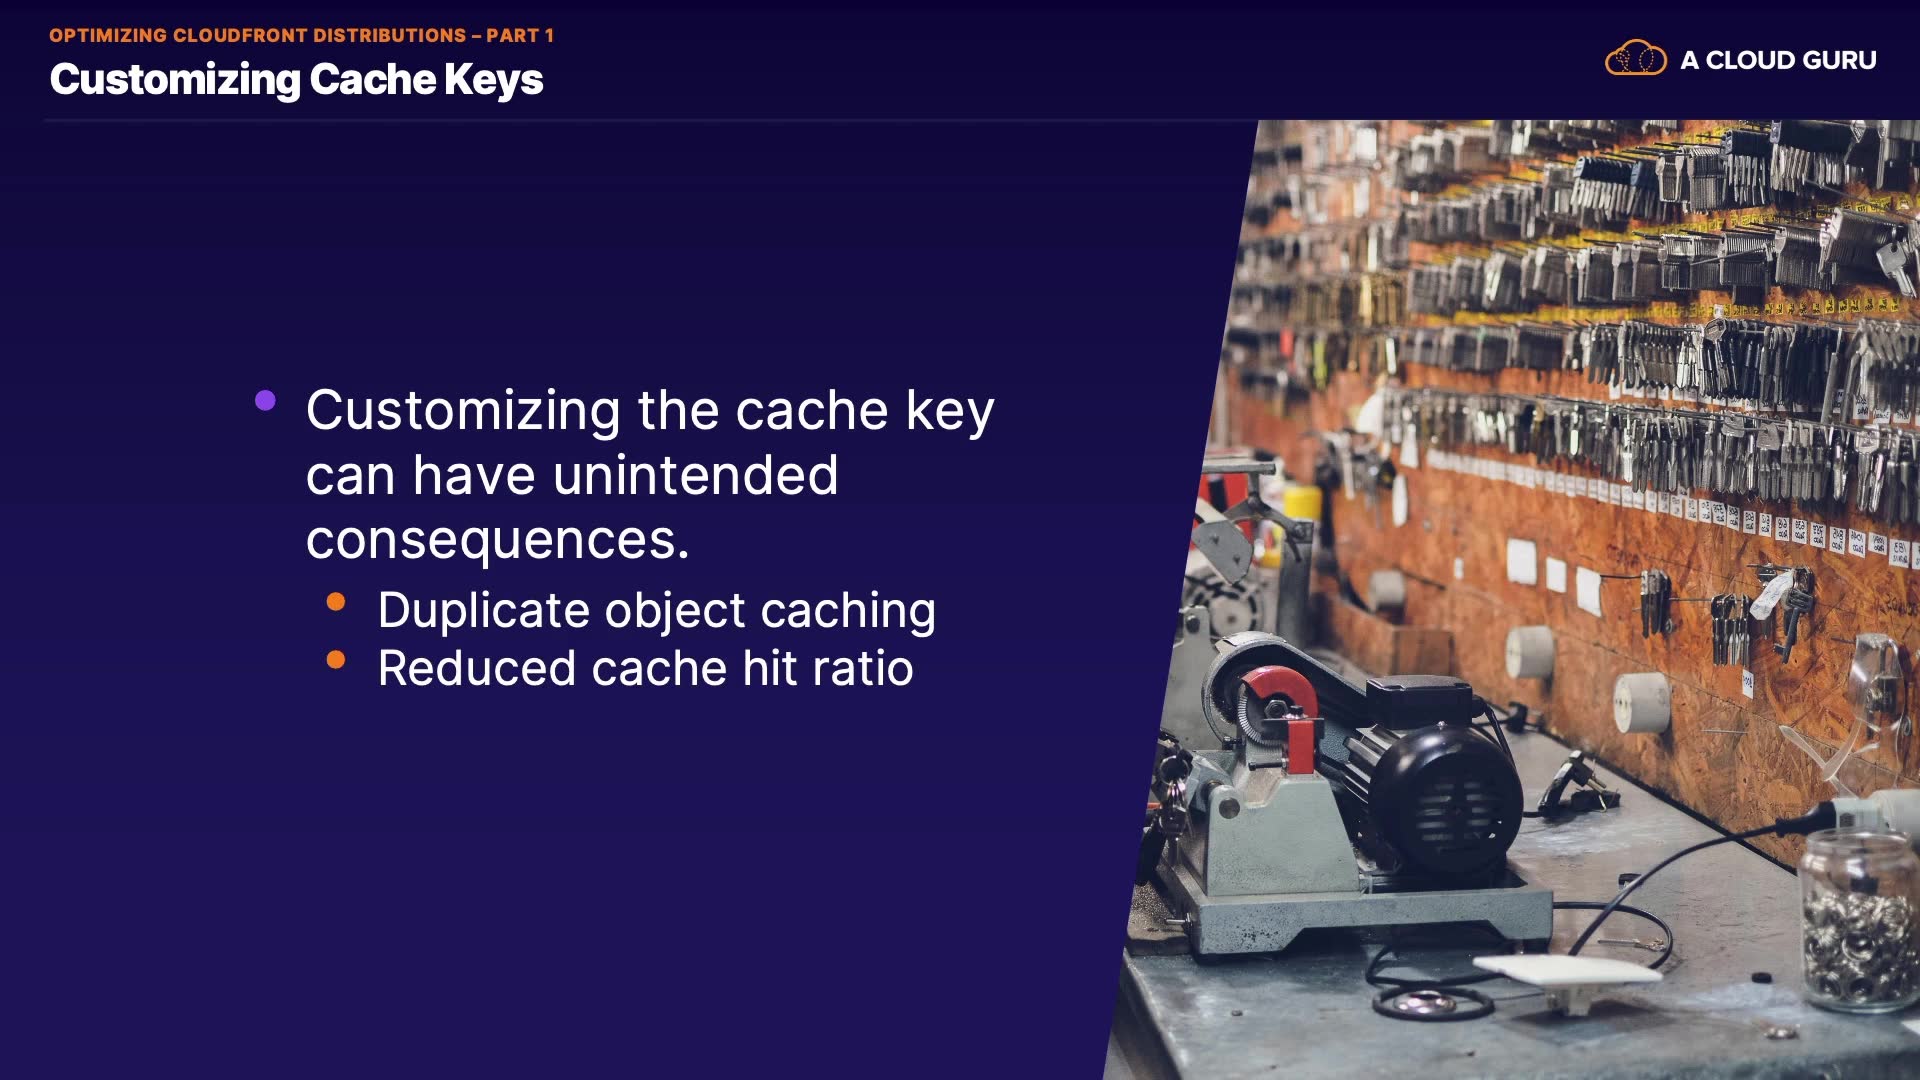 OPTIMIZING CLOUDFRONT DISTRIBUTIONS – PART 1
Customizing Cache Keys
A CLOUD GURU
Customizing the cache key
can have unintended
consequences.
Duplicate object caching
Reduced cache hit ratio